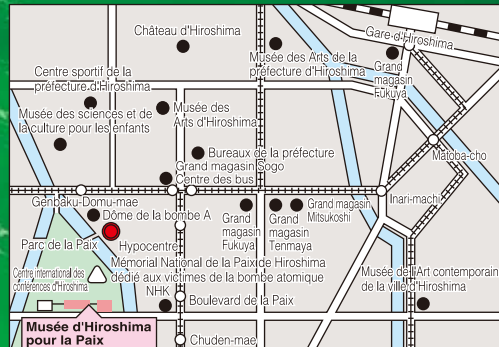 Château d'Hiroshima
Gare d'Hiroshima
Musée des Arts de la
préfecture d'Hiroshima
Grand
magasin
Fukuya
Centre sportif de la
préfecture d'Hiroshima
Musée des
Arts d'Hiroshima
Musée des sciences et de
la culture pour les enfants
Bureaux de la préfecture
Matoba-cho
Grand magasin Sogo
Centre des bus
Genbaku-Domu-mae
Inari-machi
Dôme de la bombe A
Grand
magasin
Fukuya
Grand
magasin
Tenmaya
Grand magasin
Mitsukoshi
Parc de la Paix
Hypocentre
Mémorial National de la Paix de Hiroshima
dédié aux victimes de la bombe atomique
Centre international des
conférences d'Hiroshima
Musée de l'Art contemporain
de la ville d'Hiroshima
NHK
Boulevard de la Paix
Musée d'Hiroshima
pour la Paix
Chuden-mae